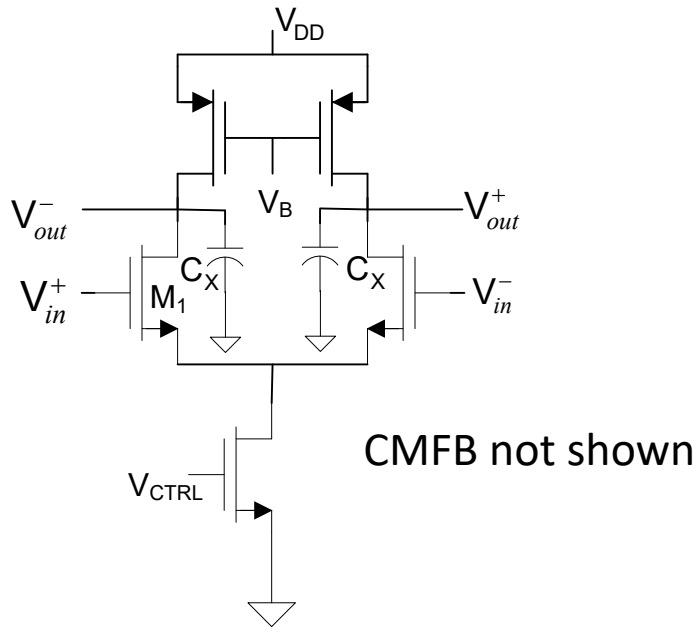 V_DD
V_out^- V_B V_out^+
C_X C_X
V_in^+ M_1 V_in^-
CMFB not shown
V_CTRL